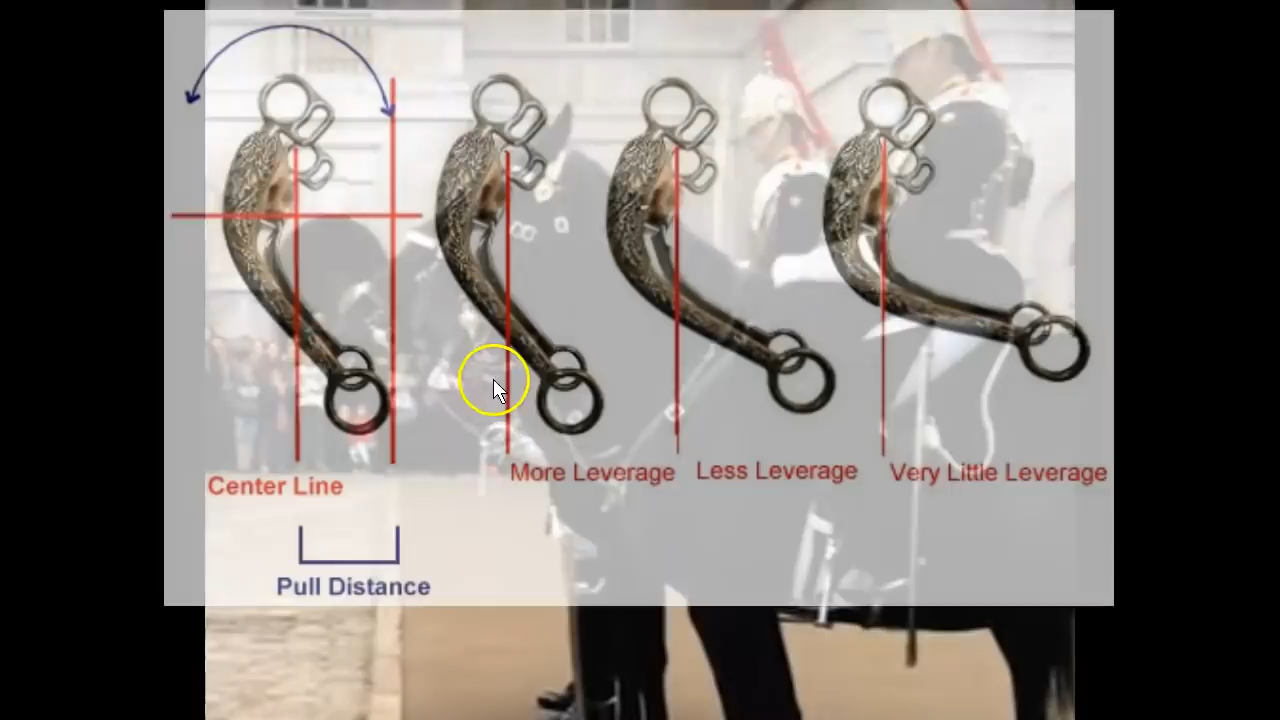 More Leverage
Less Leverage
Very Little Leverage
Center Line
Pull Distance